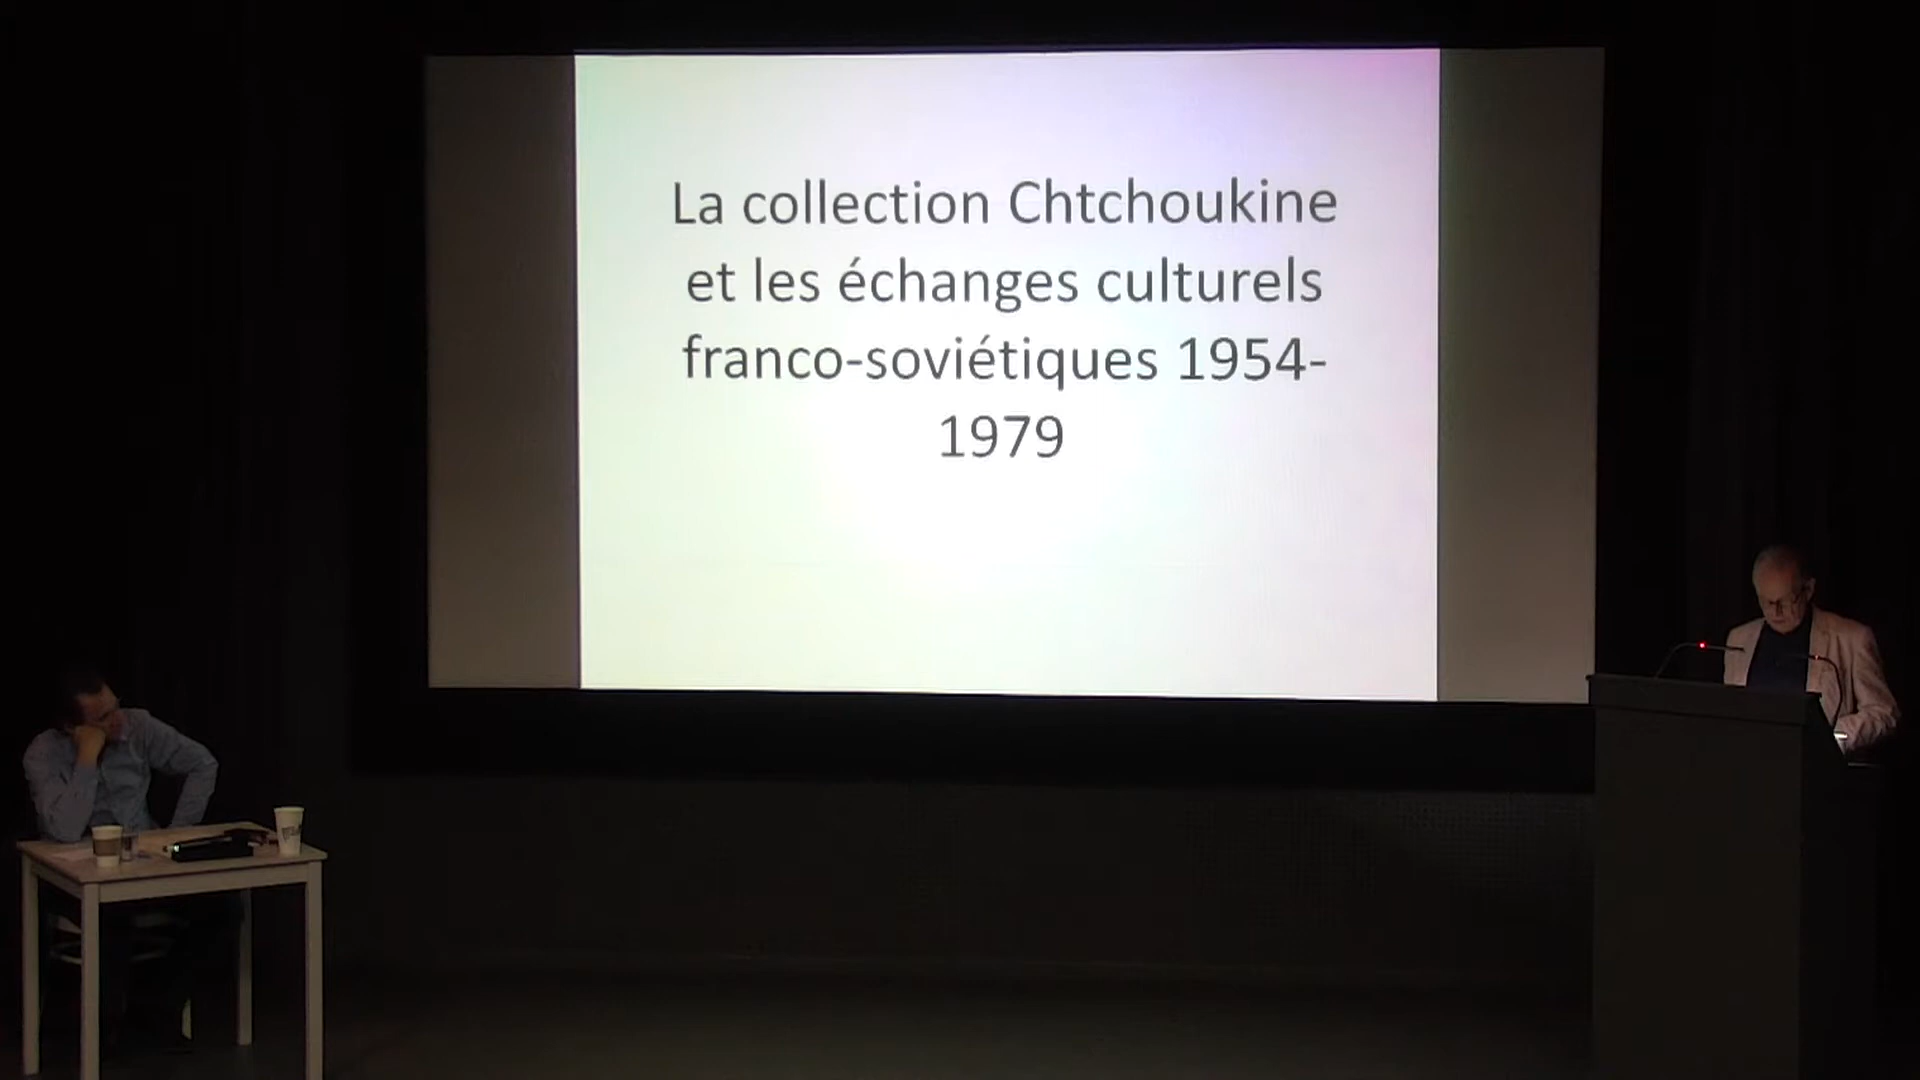 La collection Chtchoukine
et les échanges culturels
franco-soviétiques 1954-
1979